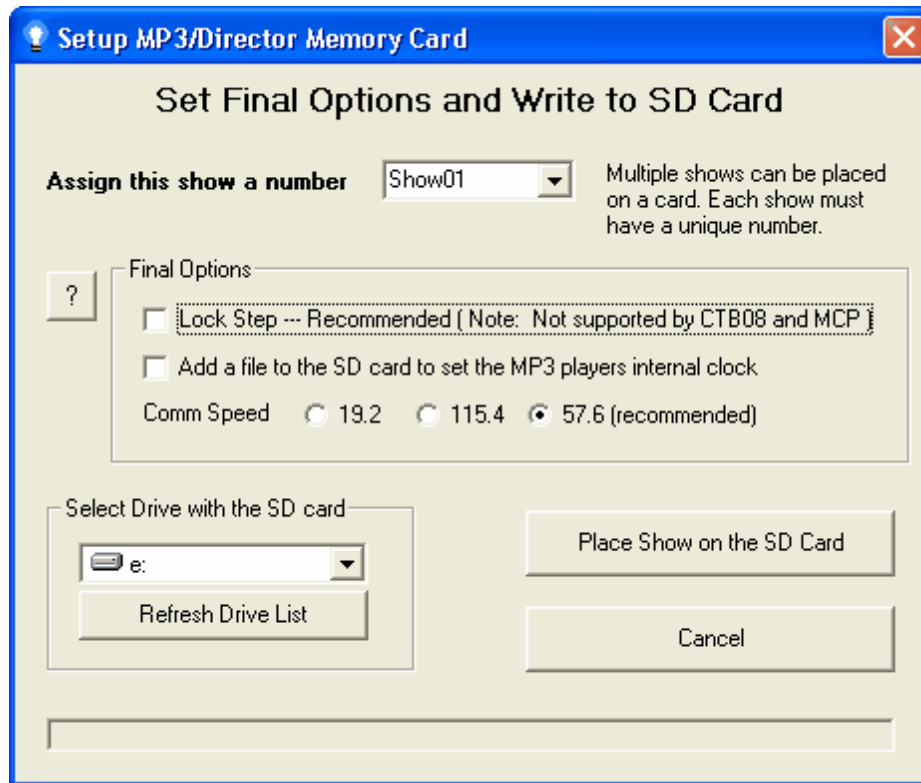 Setup MP3/Director Memory Card
Set Final Options and Write to SD Card
Assign this show a number
Show01
Multiple shows can be placed
on a card. Each show must
have a unique number.
?
Final Options
Lock Step --- Recommended ( Note:  Not supported by CTB08 and MCP )
Add a file to the SD card to set the MP3 players internal clock
Comm Speed 19.2 115.4 57.6 (recommended)
Select Drive with the SD card
e:
Refresh Drive List
Place Show on the SD Card
Cancel